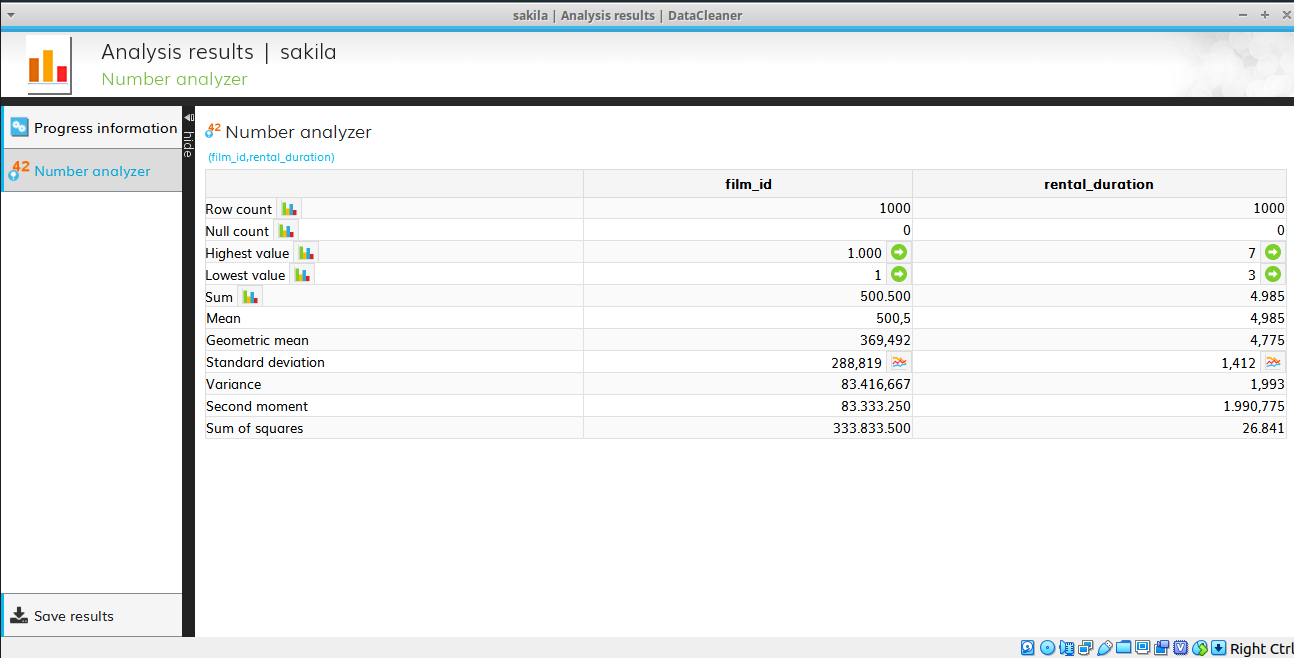 sakila | Analysis results | DataCleaner
Analysis results | sakila
Number analyzer
Progress information
Number analyzer
hide
42 Number analyzer
(film_id,rental_duration)
film_id rental_duration
Row count 1000 1000
Null count 0 0
Highest value 1.000 7
Lowest value 1 3
Sum 500.500 4.985
Mean 500,5 4,985
Geometric mean 369,492 4,775
Standard deviation 288,819 1,412
Variance 83.416,667 1,993
Second moment 83.333.250 1.990,775
Sum of squares 333.833.500 26.841
Save results
Right Ctrl